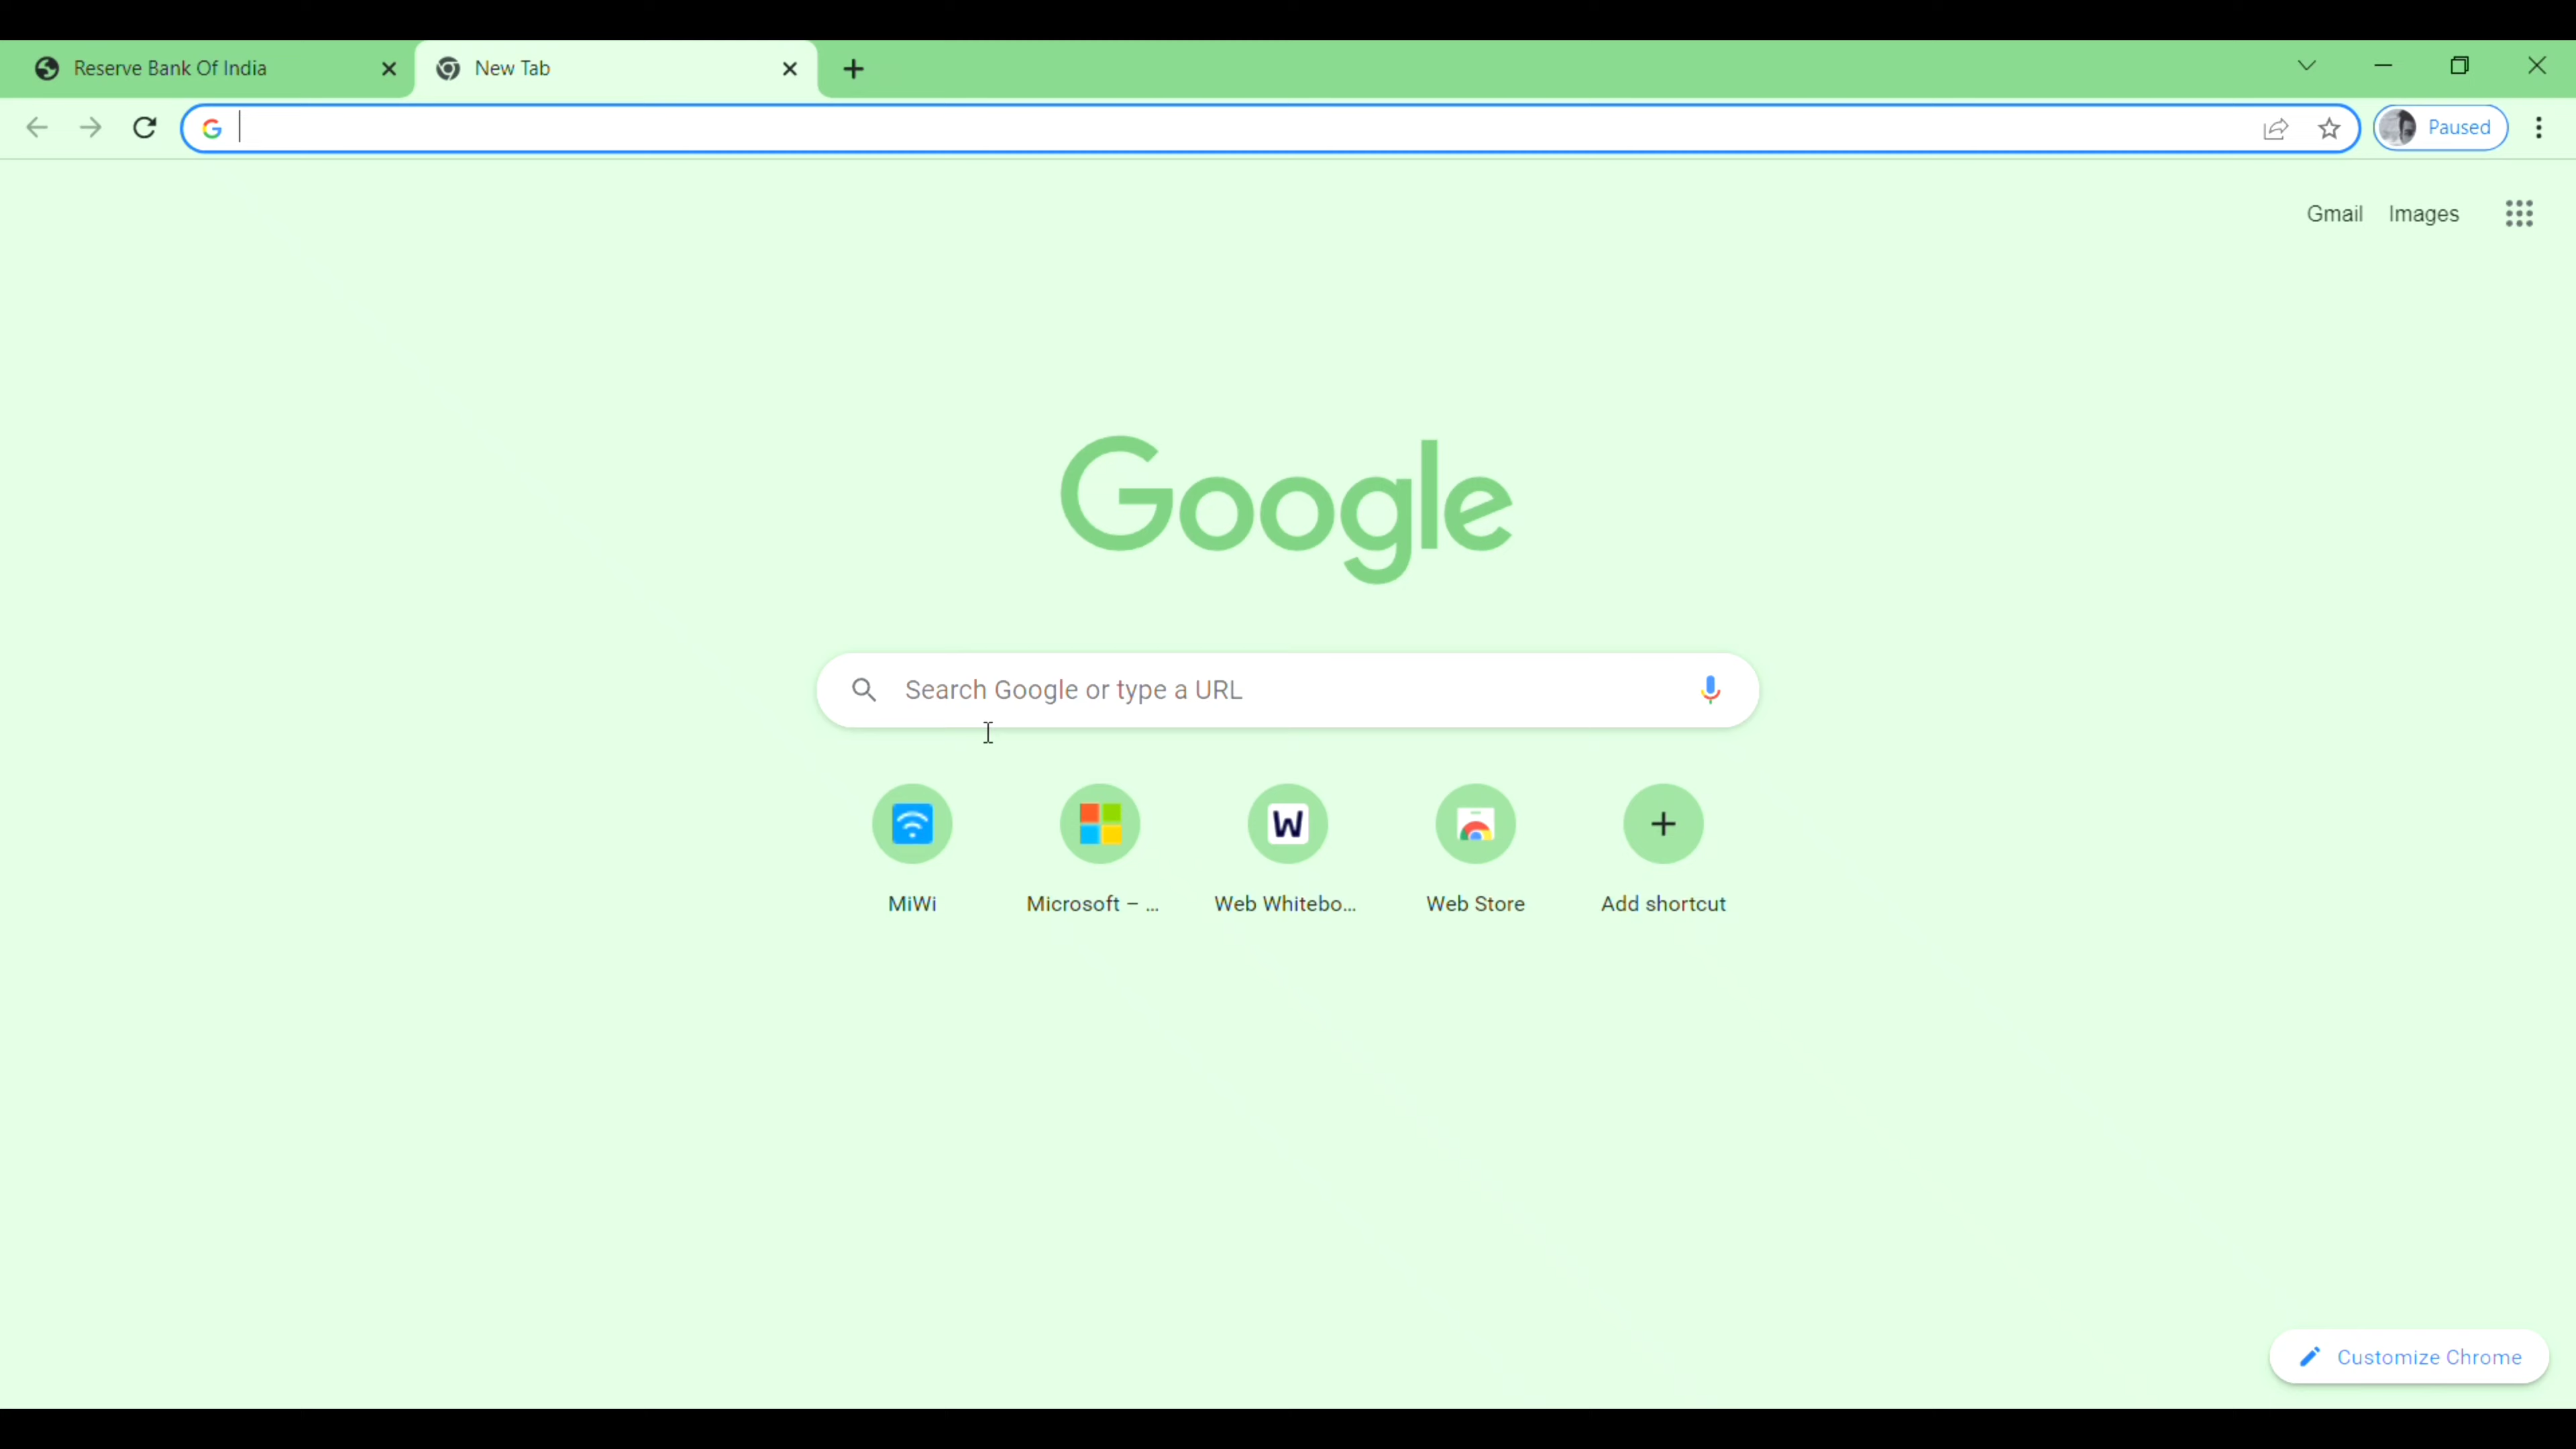 Reserve Bank Of India
New Tab
Paused
Gmail Images
Google
Search Google or type a URL
W
MiWi Microsoft – ... Web Whitebo... Web Store Add shortcut
Customize Chrome